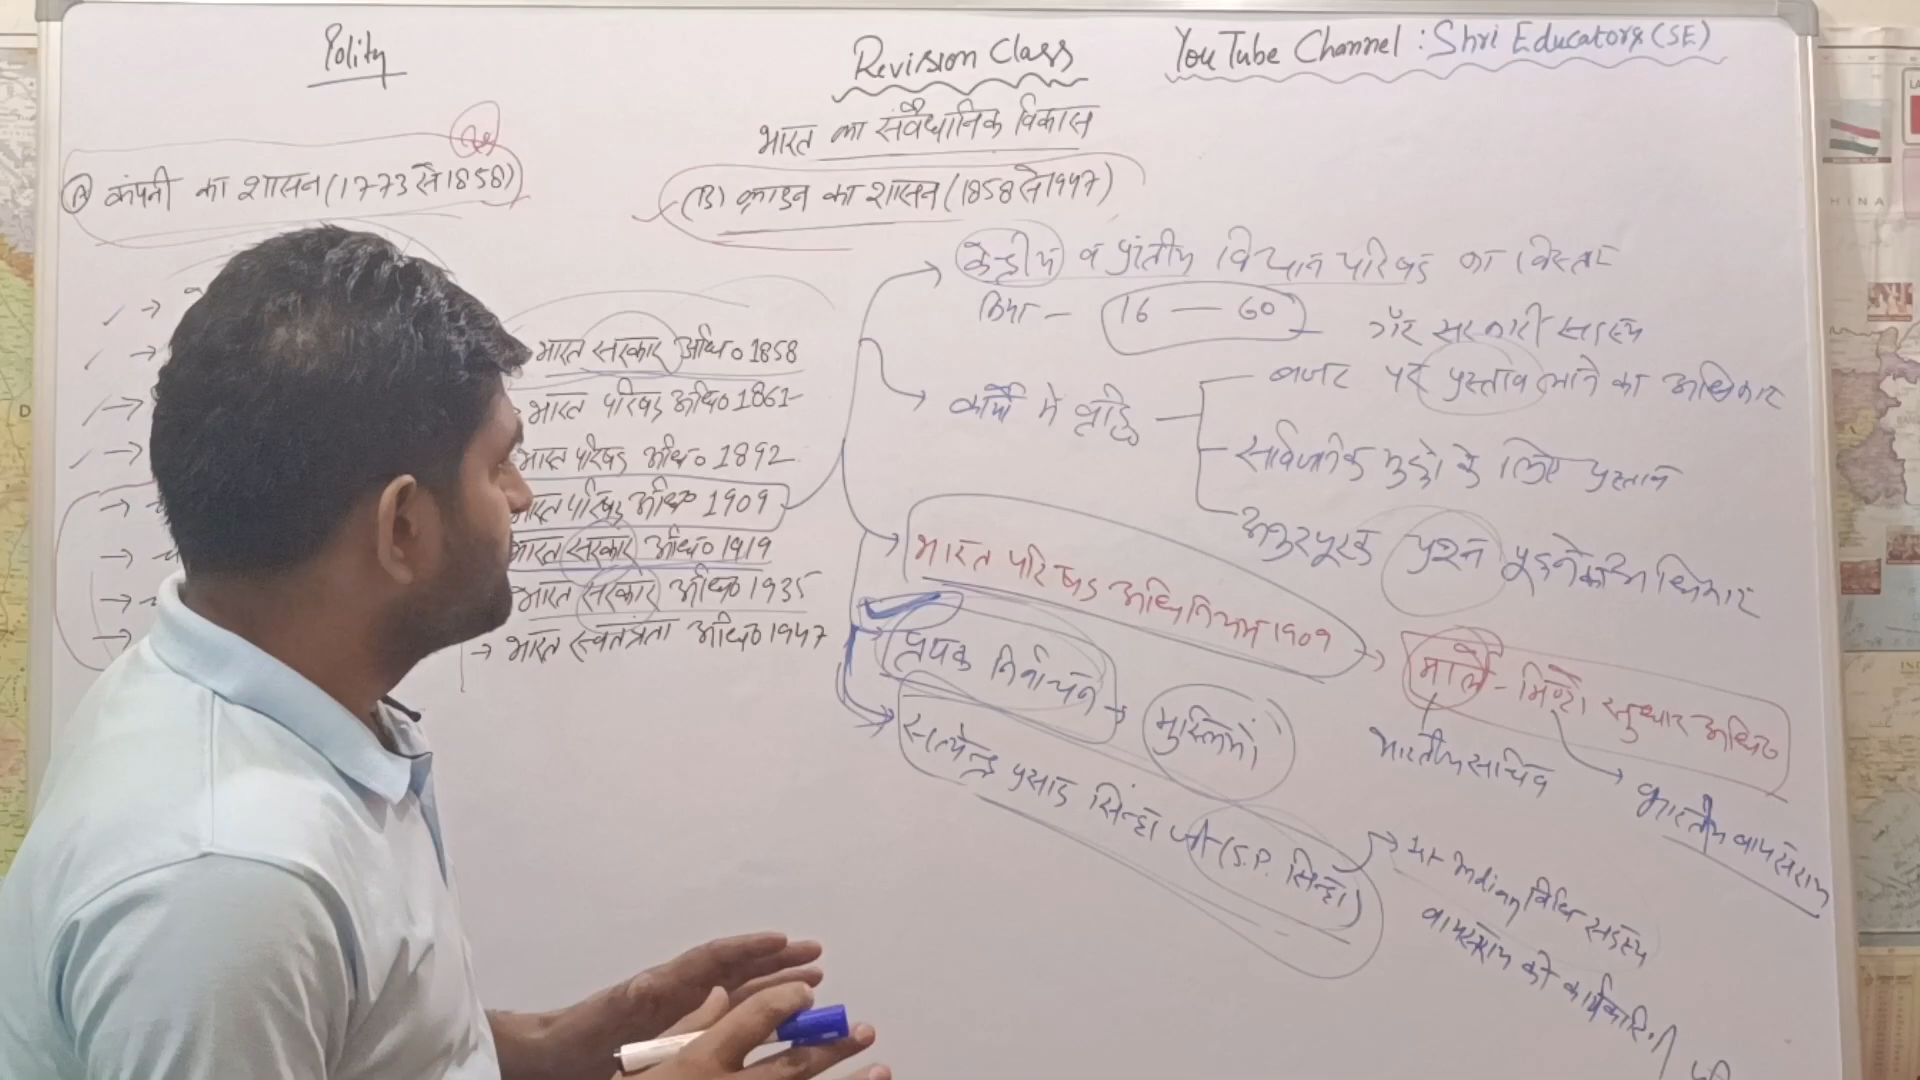 Polity
Revision Class
YouTube Channel : Shri Educators (SE)
भारत का संवैधानिक विकास
(A) कंपनी का शासन (1773 से 1858)
(B) क्राउन का शासन (1858 से 1947)
भारत सरकार अधि० 1858
भारत परिषद अधि० 1861
भारत परिषद अधि० 1892
भारत परिषद अधि० 1909
भारत सरकार अधि० 1919
भारत सरकार अधि० 1935
→ भारत स्वतंत्रता अधि० 1947
केन्द्रीय व प्रांतीय विधान परिषद का विस्तार
किया – 16 — 60 – गैर सरकारी सदस्य
कार्यों मे वृद्धि
बजट पर प्रस्ताव लाने का अधिकार
सार्वजनिक मुद्दो के लिए प्रस्ताव
अनुपूरक प्रश्न पूछने का अधिकार
भारत परिषद अधिनियम 1909 → मार्ले - मिण्टो सुधार अधि०
भारतीय सचिव
भारतीय वायसराय
पृथक निर्वाचन → मुस्लिमो
सत्येन्द्र प्रसाद सिन्हा जी (S.P. सिन्हा)
Indian विधि सदस्य
वायसराय की